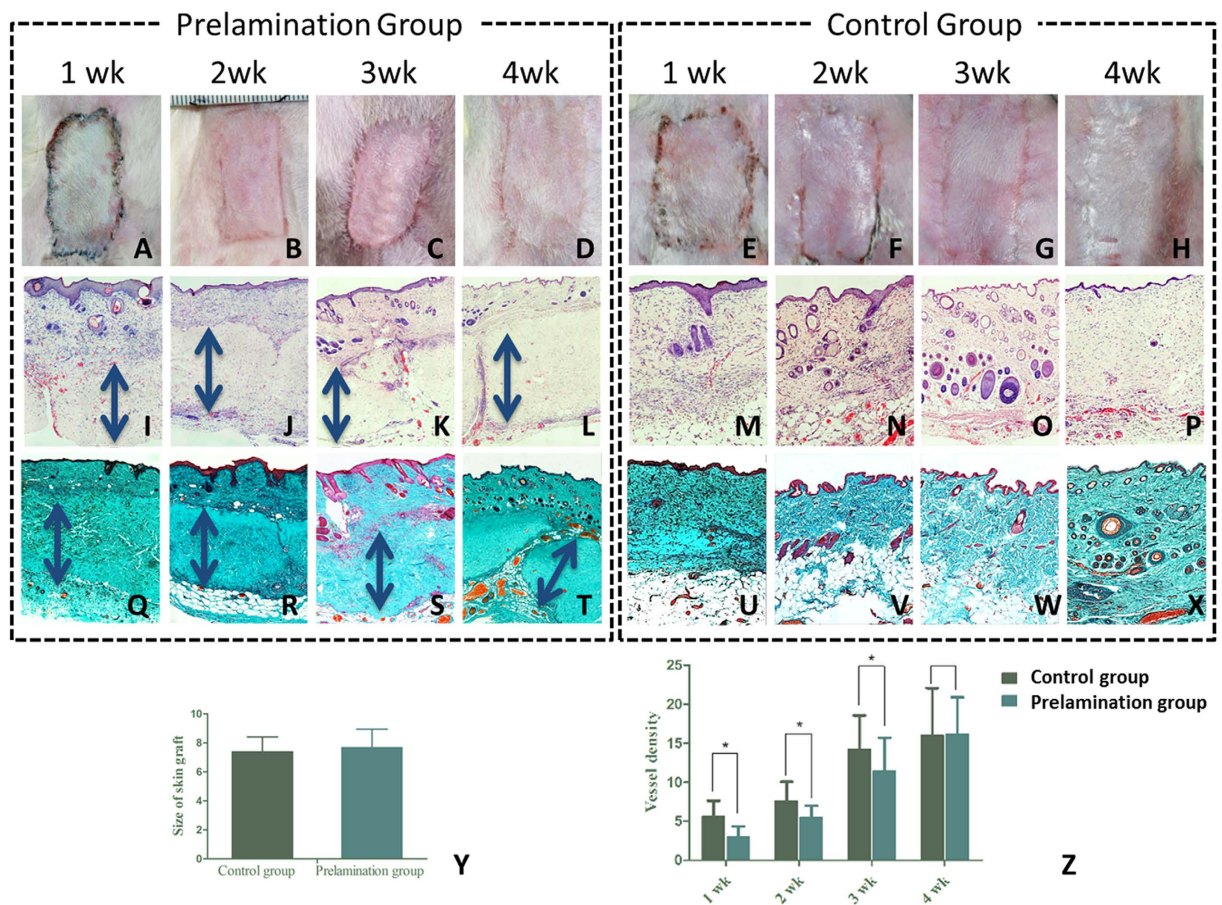 Prelamination Group
Control Group
1 wk 2wk 3wk 4wk
1 wk 2wk 3wk 4wk
A B C D E F G H
I J K L M N O P
Q R S T U V W X
10
8
6
4
2
0
Size of skin graft
Control group Prelamination group
Y
25
20
15
10
5
0
Vessel density
* * *
Control group
Prelamination group
1 wk 2 wk 3 wk 4 wk
Z